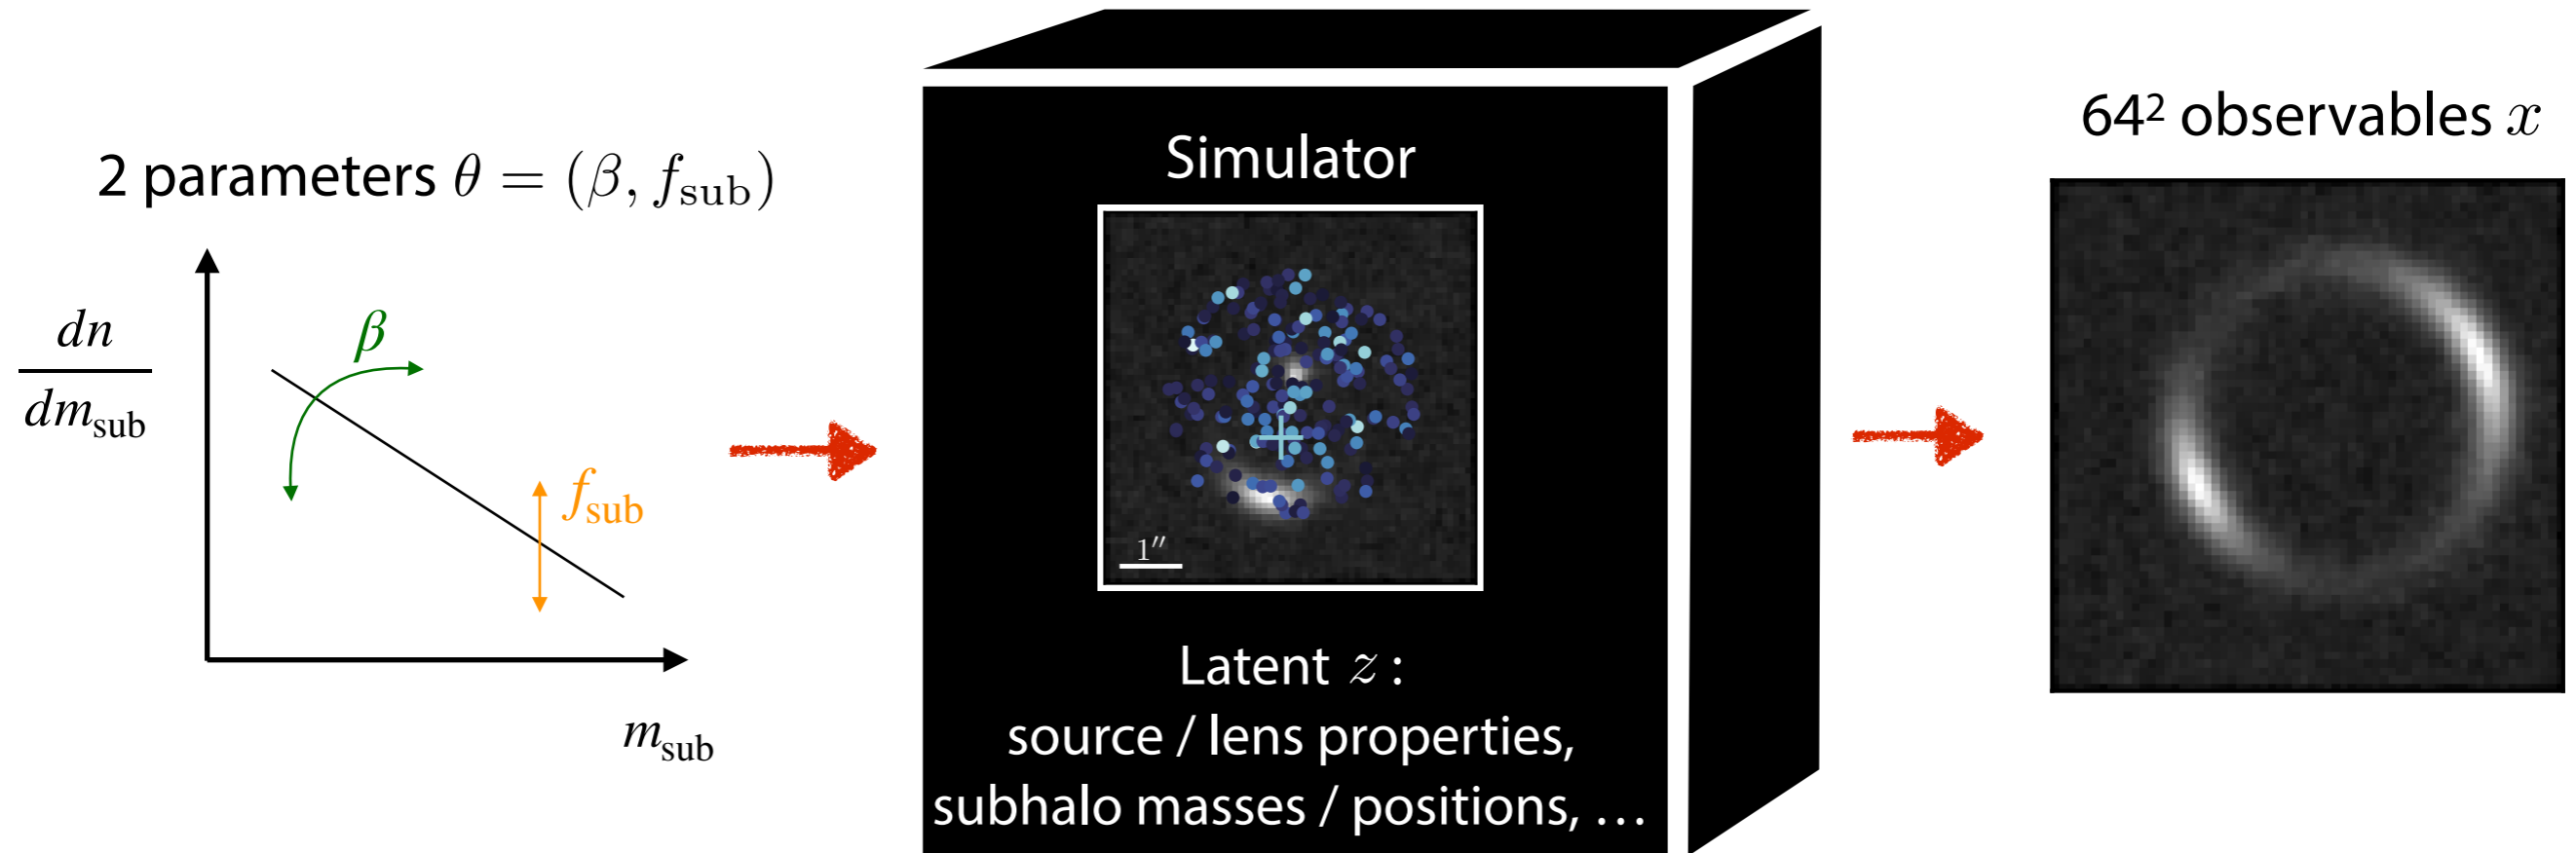 2 parameters θ = (β, f_sub)
dn
dm_sub
β
f_sub
m_sub
Simulator
1″
Latent z :
source / lens properties,
subhalo masses / positions, …
64² observables x